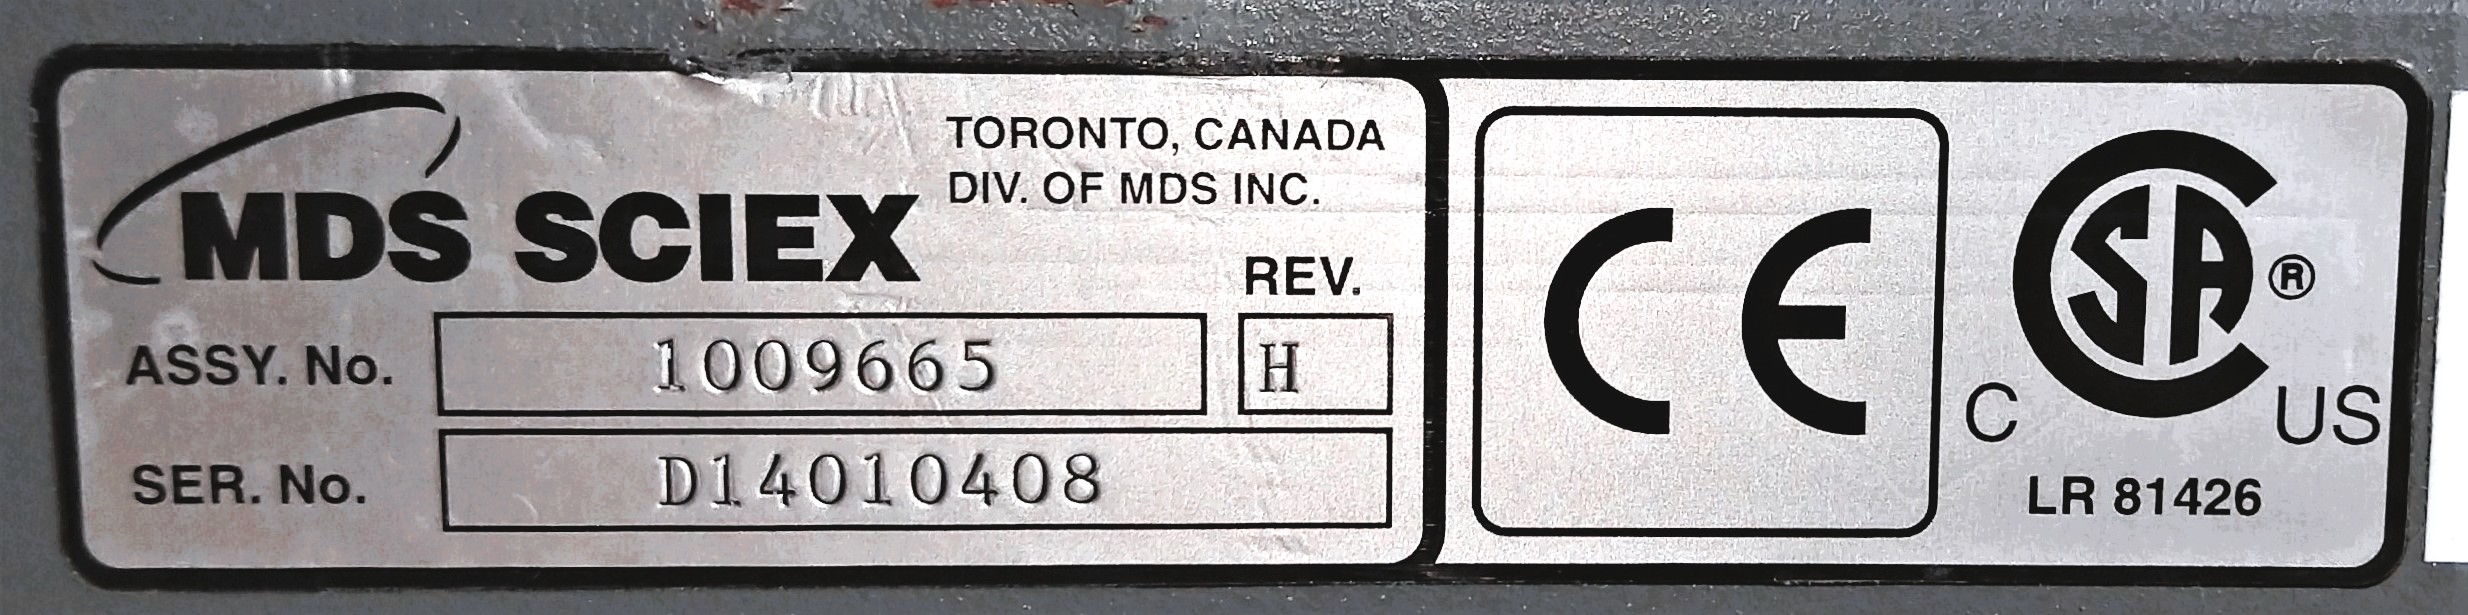 MDS SCIEX
TORONTO, CANADA
DIV. OF MDS INC.
REV.
ASSY. No. 1009665 H
SER. No. D14010408
CE
CSA ®
C US
LR 81426